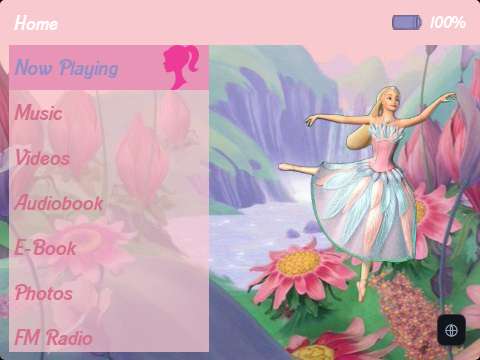 Home
100%
Now Playing
Music
Videos
Audiobook
E-Book
Photos
FM Radio